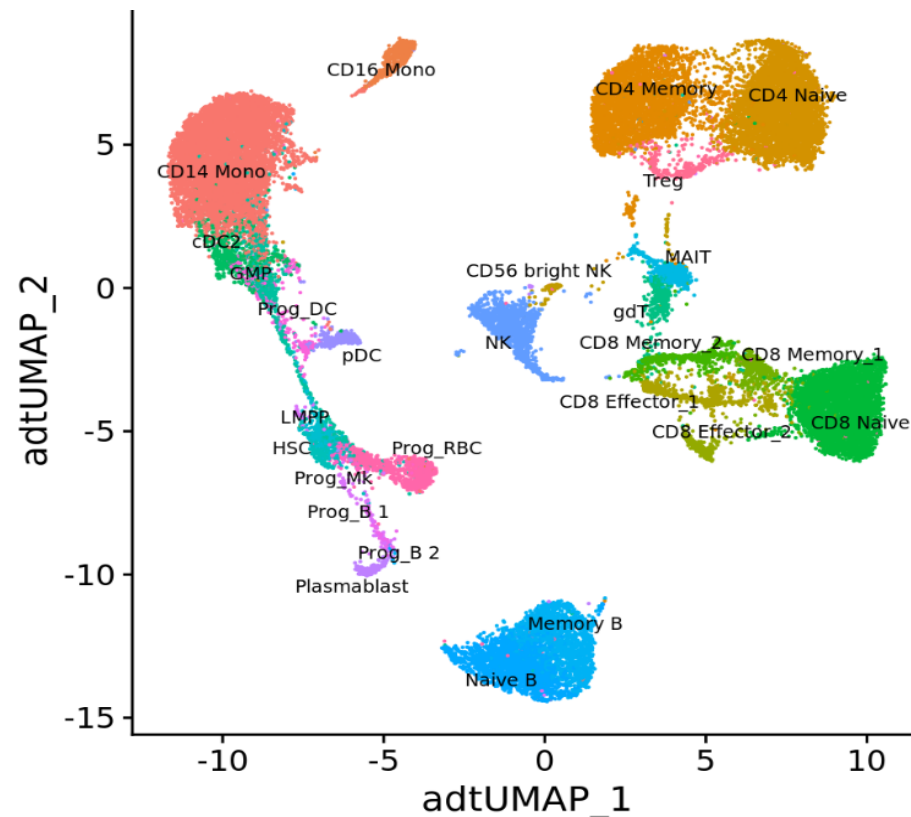 CD16 Mono
CD4 Memory
CD4 Naive
5
CD14 Mono
Treg
cDC2
MAIT
GMP
CD56 bright NK
0
Prog_DC
gdT
NK
pDC
CD8 Memory_2
CD8 Memory_1
CD8 Effector_1
LMPP
CD8 Naive
-5
HSC
Prog_RBC
CD8 Effector_2
Prog_Mk
Prog_B 1
Prog_B 2
-10
Plasmablast
Memory B
Naive B
-15
-10
-5
0
5
10
adtUMAP_1
adtUMAP_2